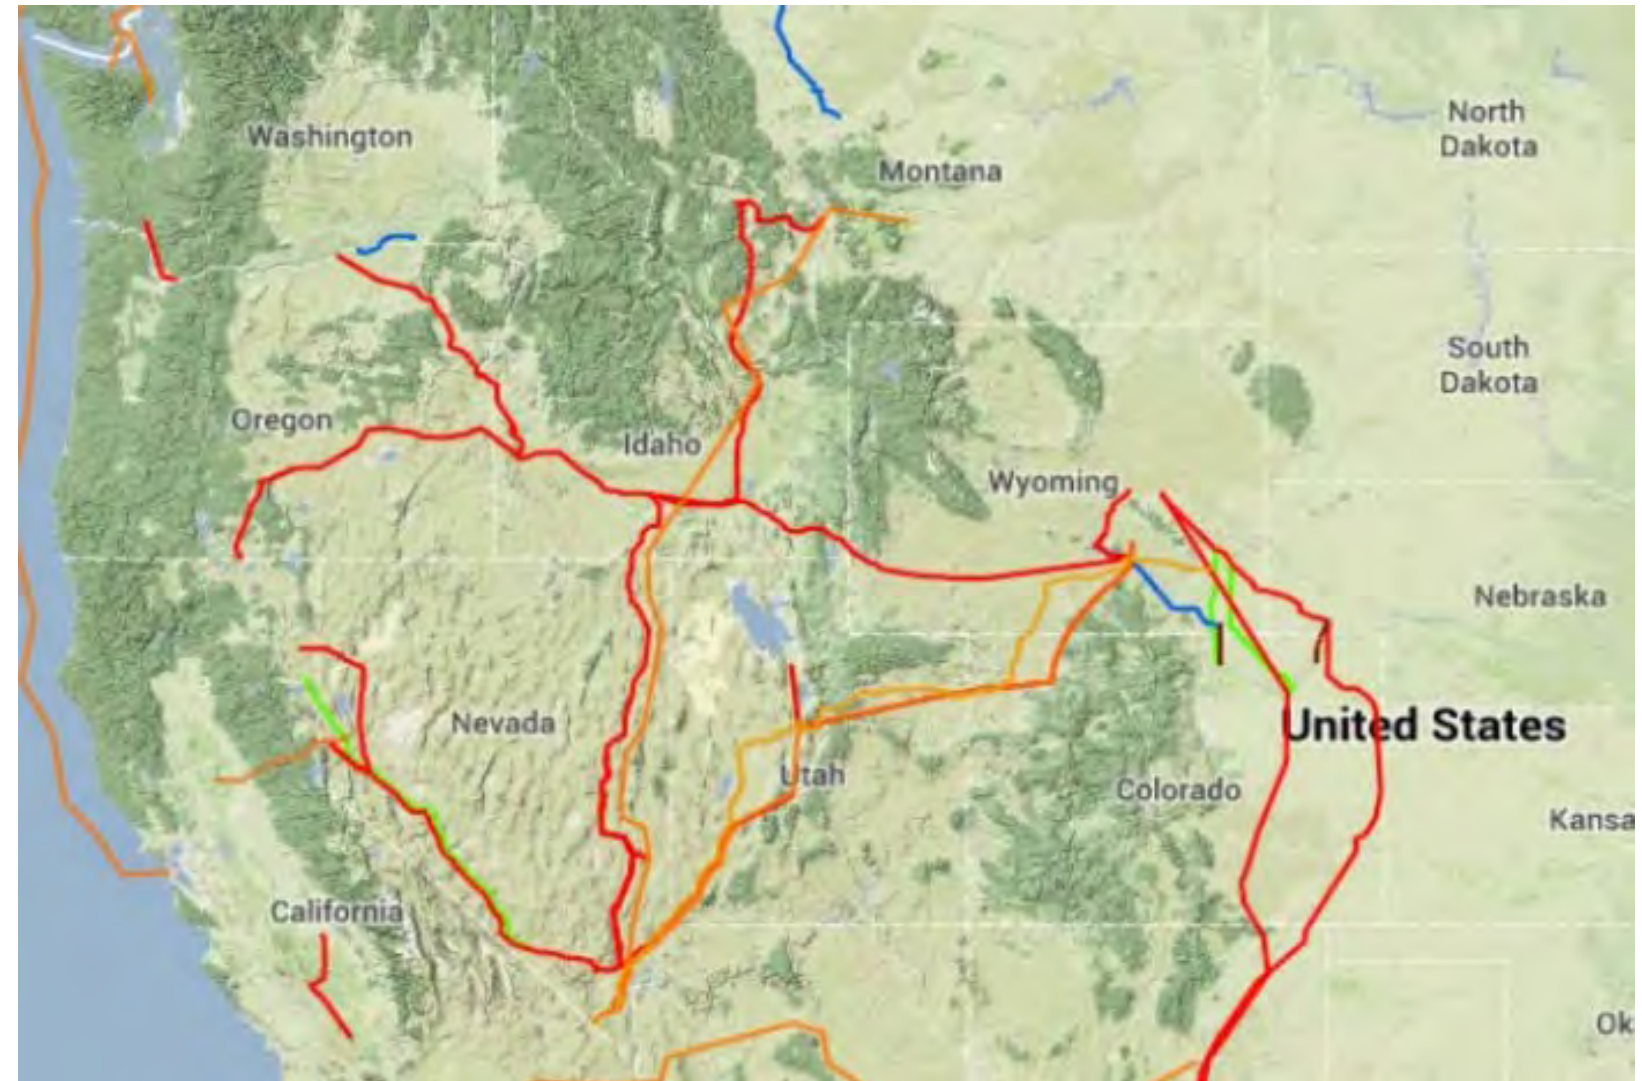 Washington
Montana
North
Dakota
South
Dakota
Oregon
Idaho
Wyoming
Nebraska
Nevada
United States
Utah
Colorado
Kansa
California
Ok